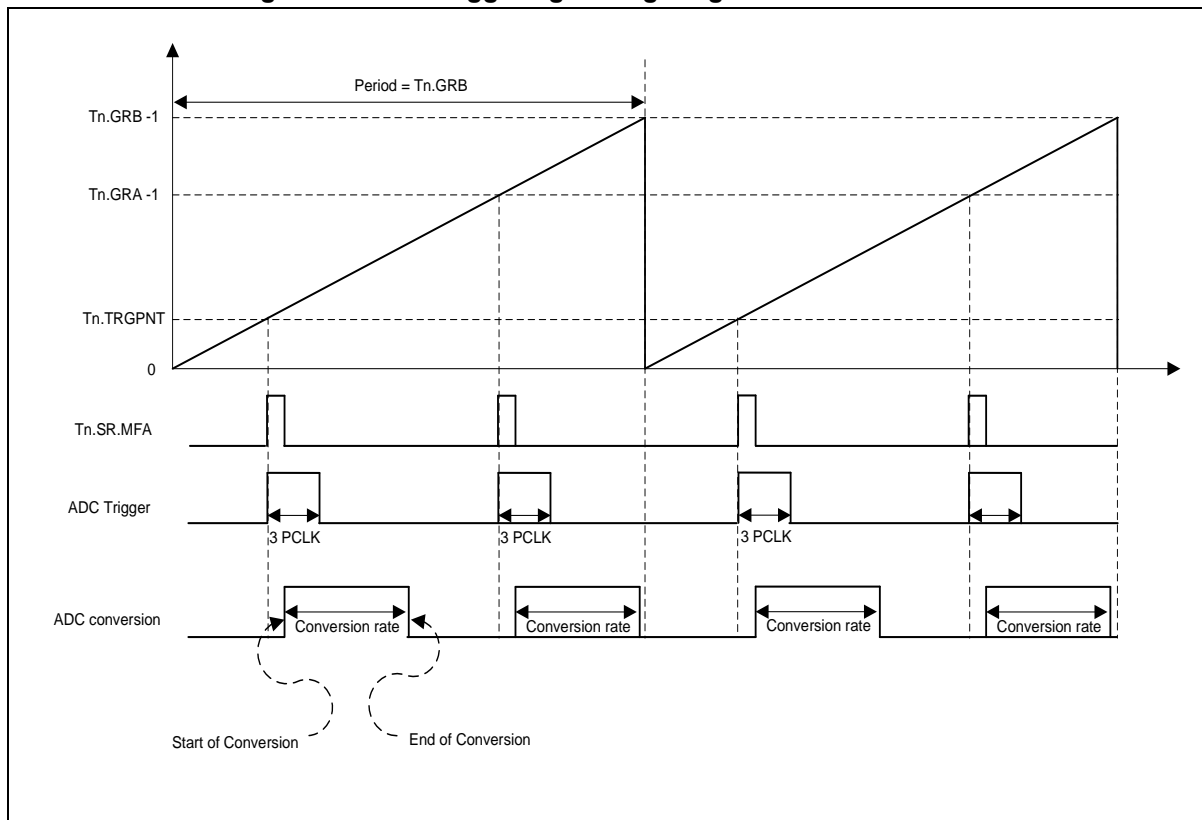 Period = Tn.GRB
Tn.GRB -1
Tn.GRA -1
Tn.TRGPNT
0
Tn.SR.MFA
ADC Trigger
3 PCLK
3 PCLK
3 PCLK
ADC conversion
Conversion rate
Conversion rate
Conversion rate
Conversion rate
Start of Conversion
End of Conversion